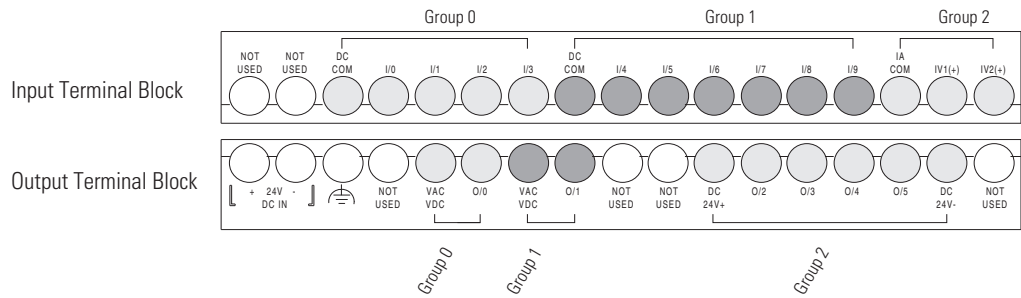 Group 0 Group 1 Group 2
NOT USED NOT USED DC COM I/0 I/1 I/2 I/3 DC COM I/4 I/5 I/6 I/7 I/8 I/9 IA COM IV1(+) IV2(+)
Input Terminal Block
Output Terminal Block
+ 24V - DC IN NOT USED VAC VDC O/0 VAC VDC O/1 NOT USED NOT USED DC 24V+ O/2 O/3 O/4 O/5 DC 24V- NOT USED
Group 0 Group 1 Group 2